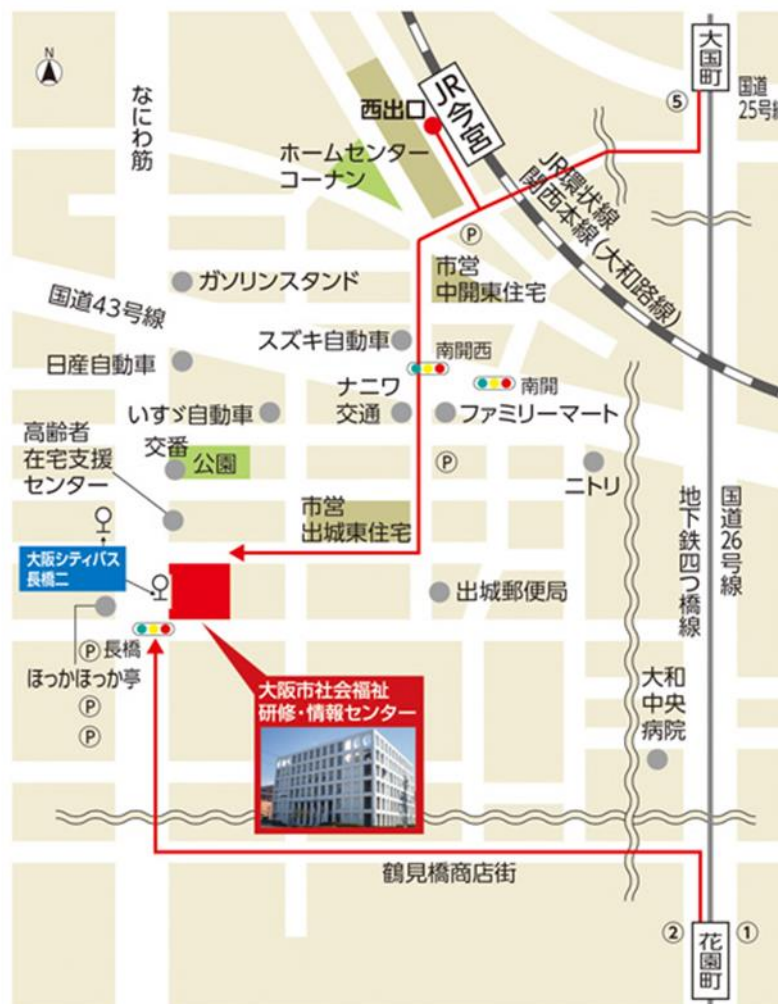 N
なにわ筋
西出口
JR今宮
大国町
⑤
国道
25号線
ホームセンター
コーナン
JR環状線
関西本線(大和路線)
P
ガソリンスタンド
市営
中開東住宅
国道43号線
スズキ自動車
南開西
日産自動車
南開
いすゞ自動車
ナニワ
交通
ファミリーマート
高齢者
在宅支援
センター
交番
公園
P
ニトリ
市営
出城東住宅
地下鉄四つ橋線
国道26号線
大阪シティバス
長橋二
出城郵便局
P
長橋
ほっかほっか亭
P
P
大阪市社会福祉
研修・情報センター
大和
中央
病院
鶴見橋商店街
②
花園町
①